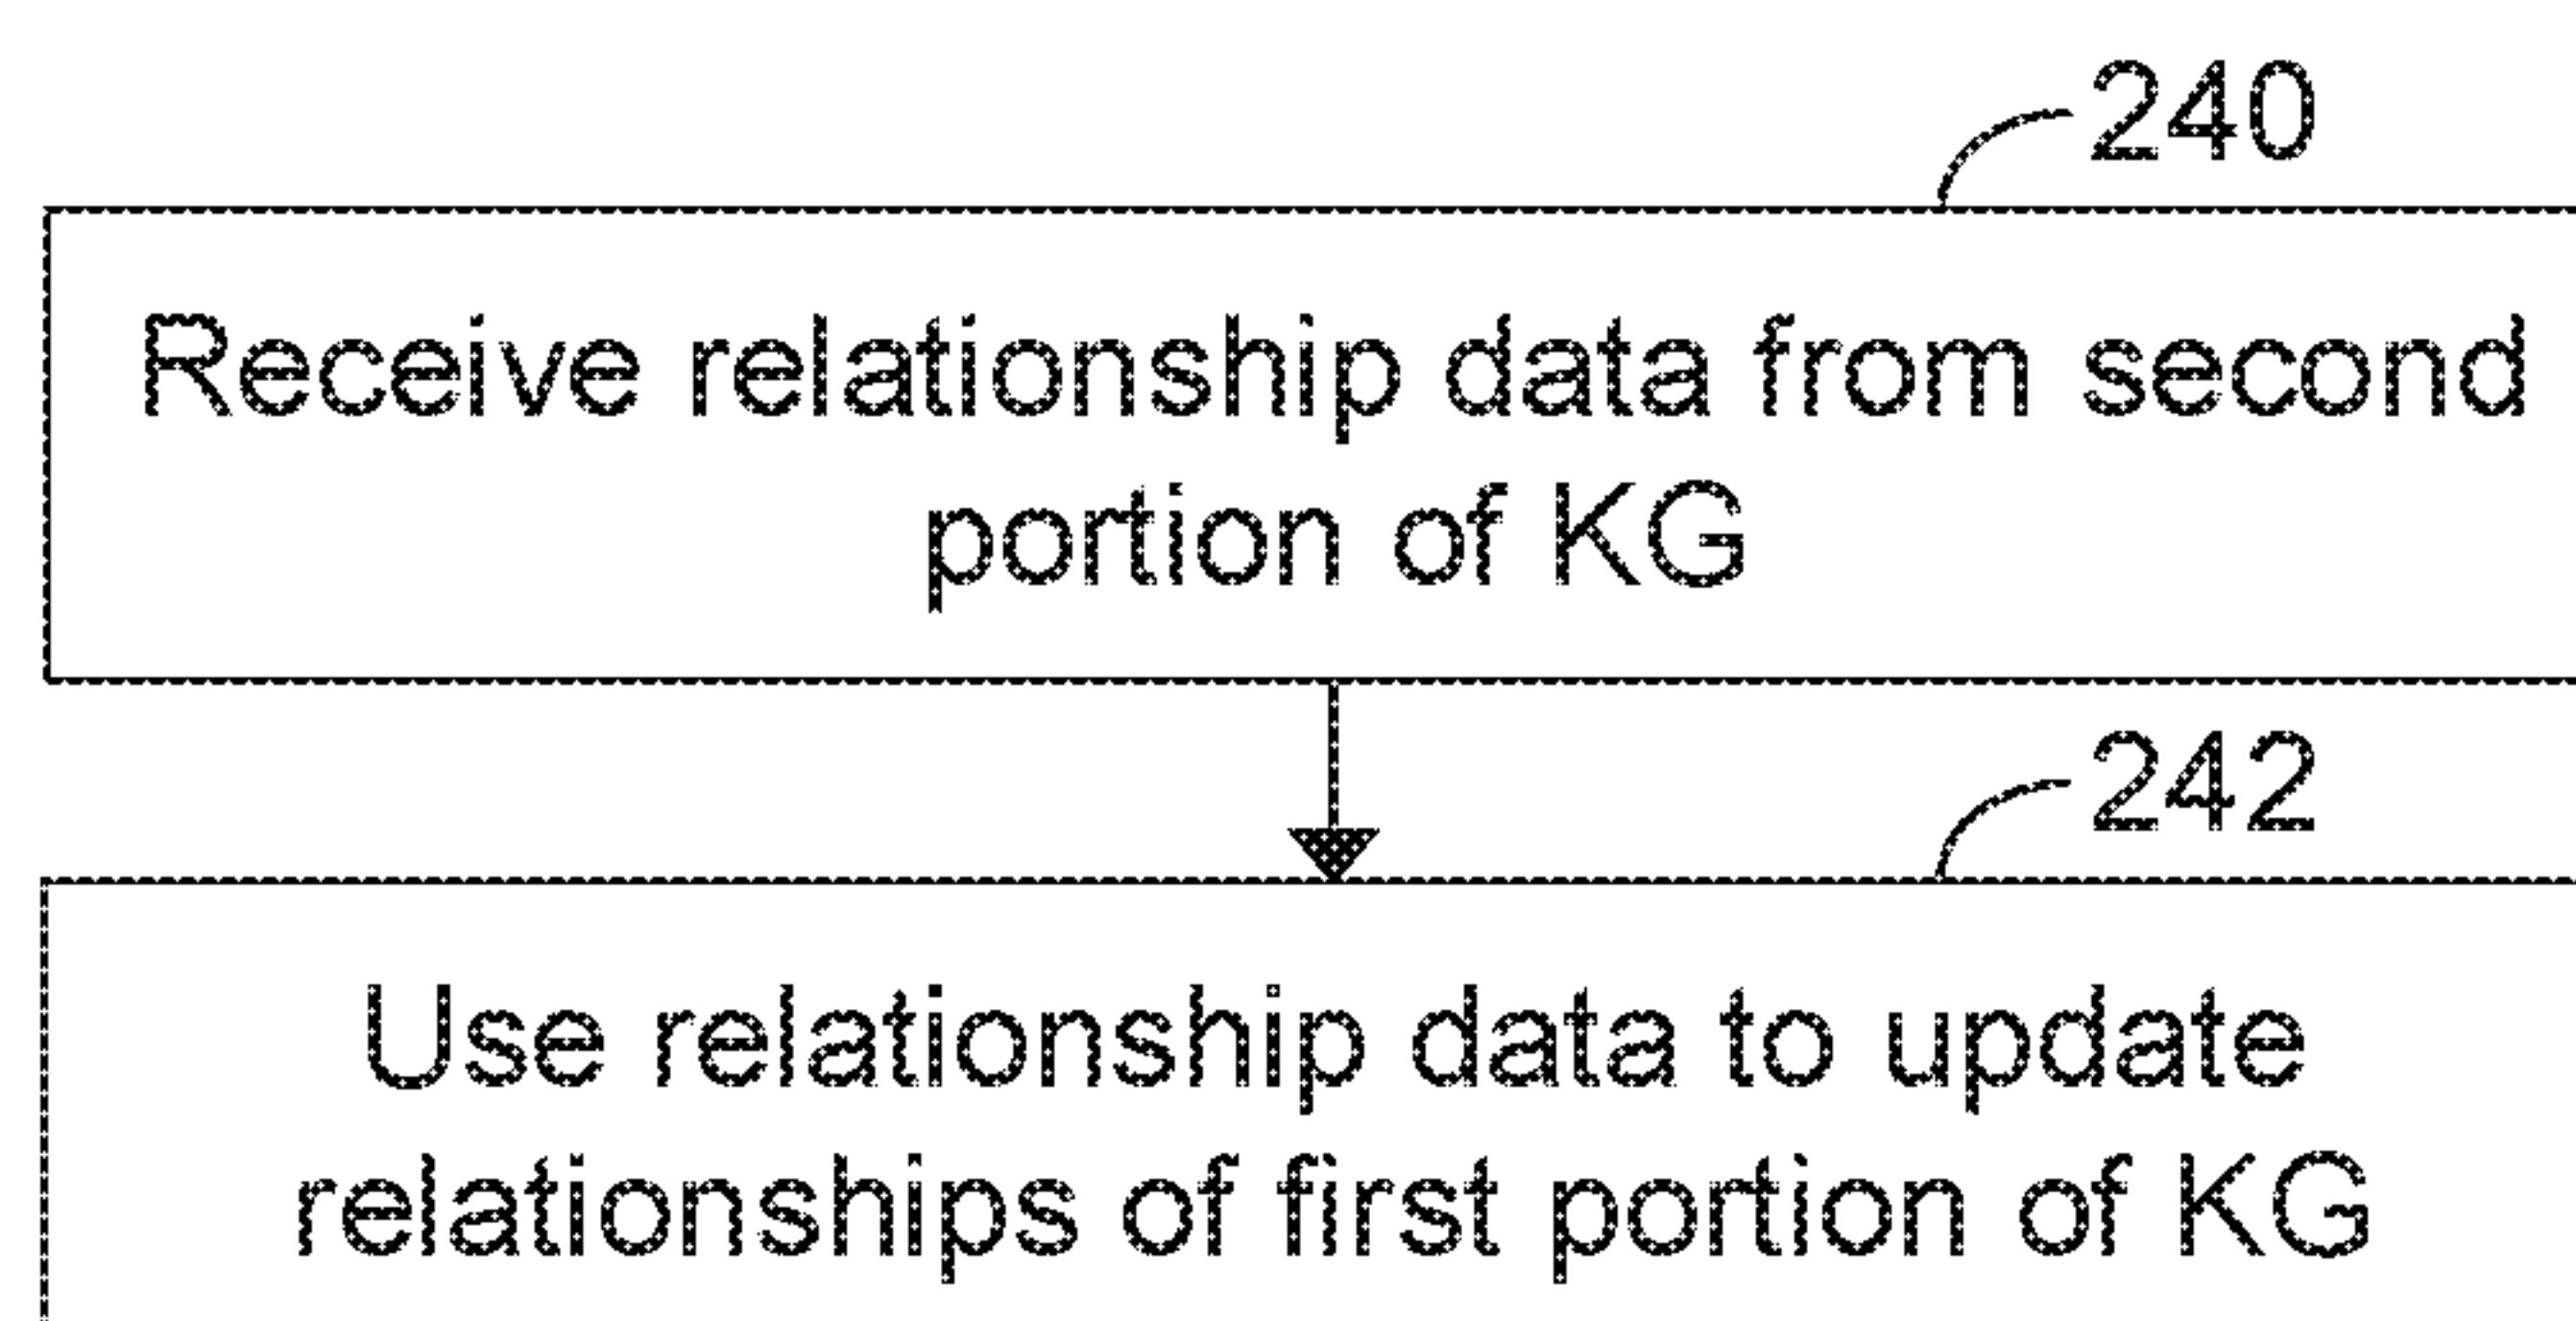 240
Receive relationship data from second
portion of KG
242
Use relationship data to update
relationships of first portion of KG